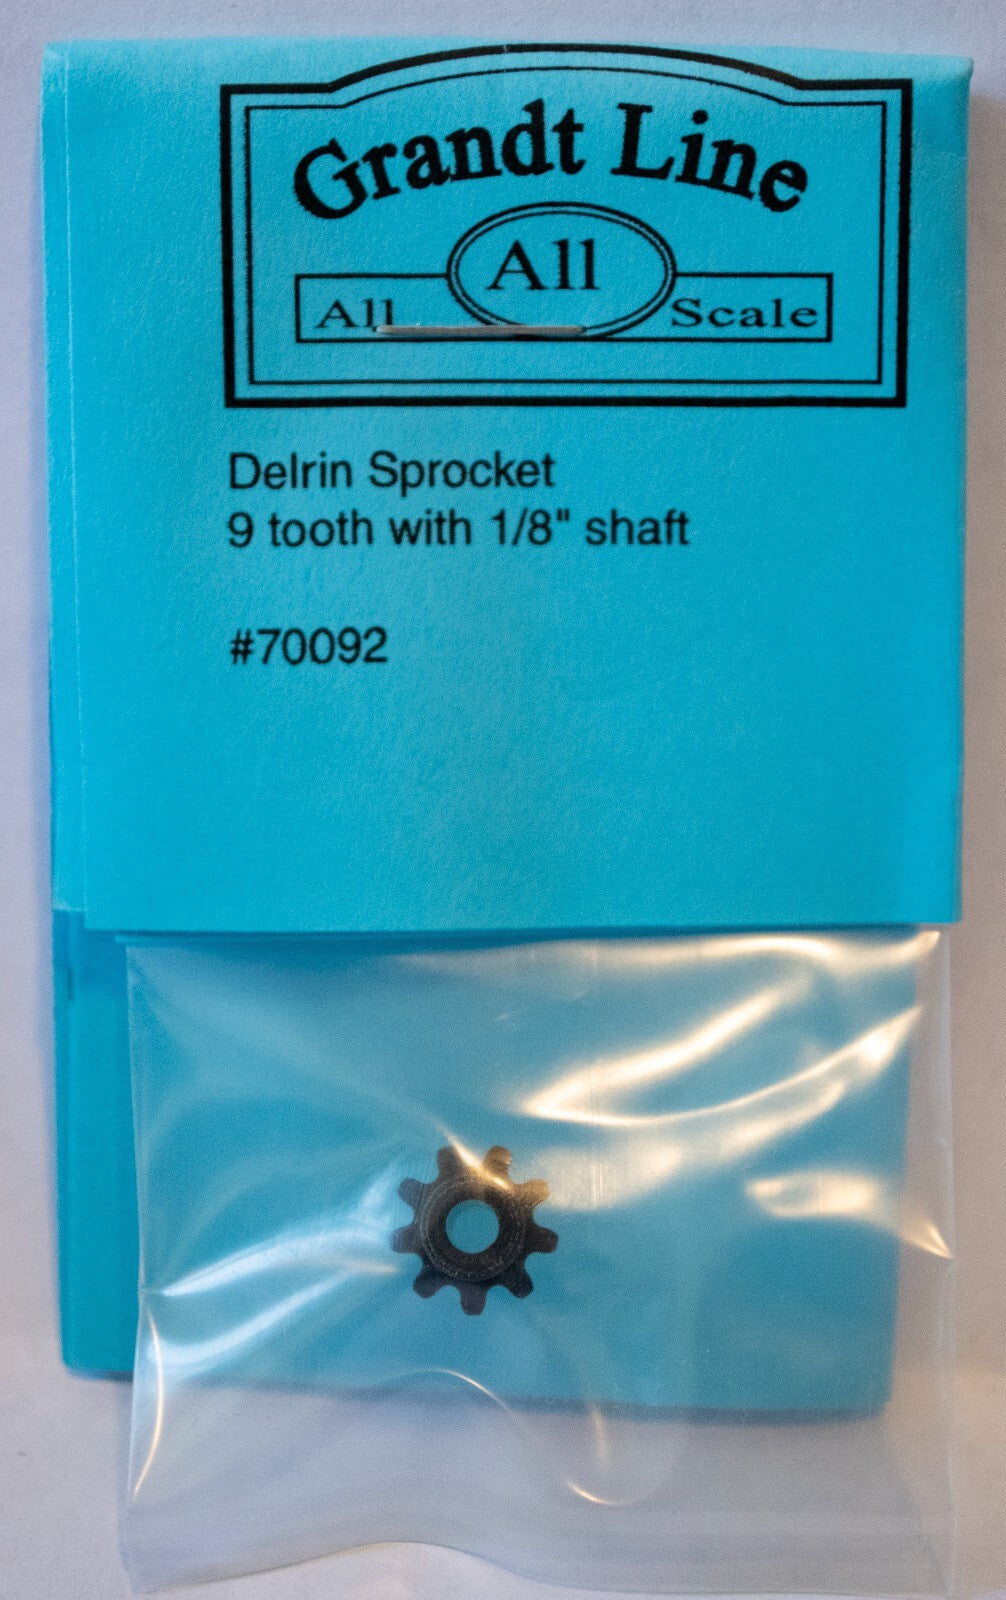 Grandt Line
All
All Scale
Delrin Sprocket
9 tooth with 1/8" shaft
#70092